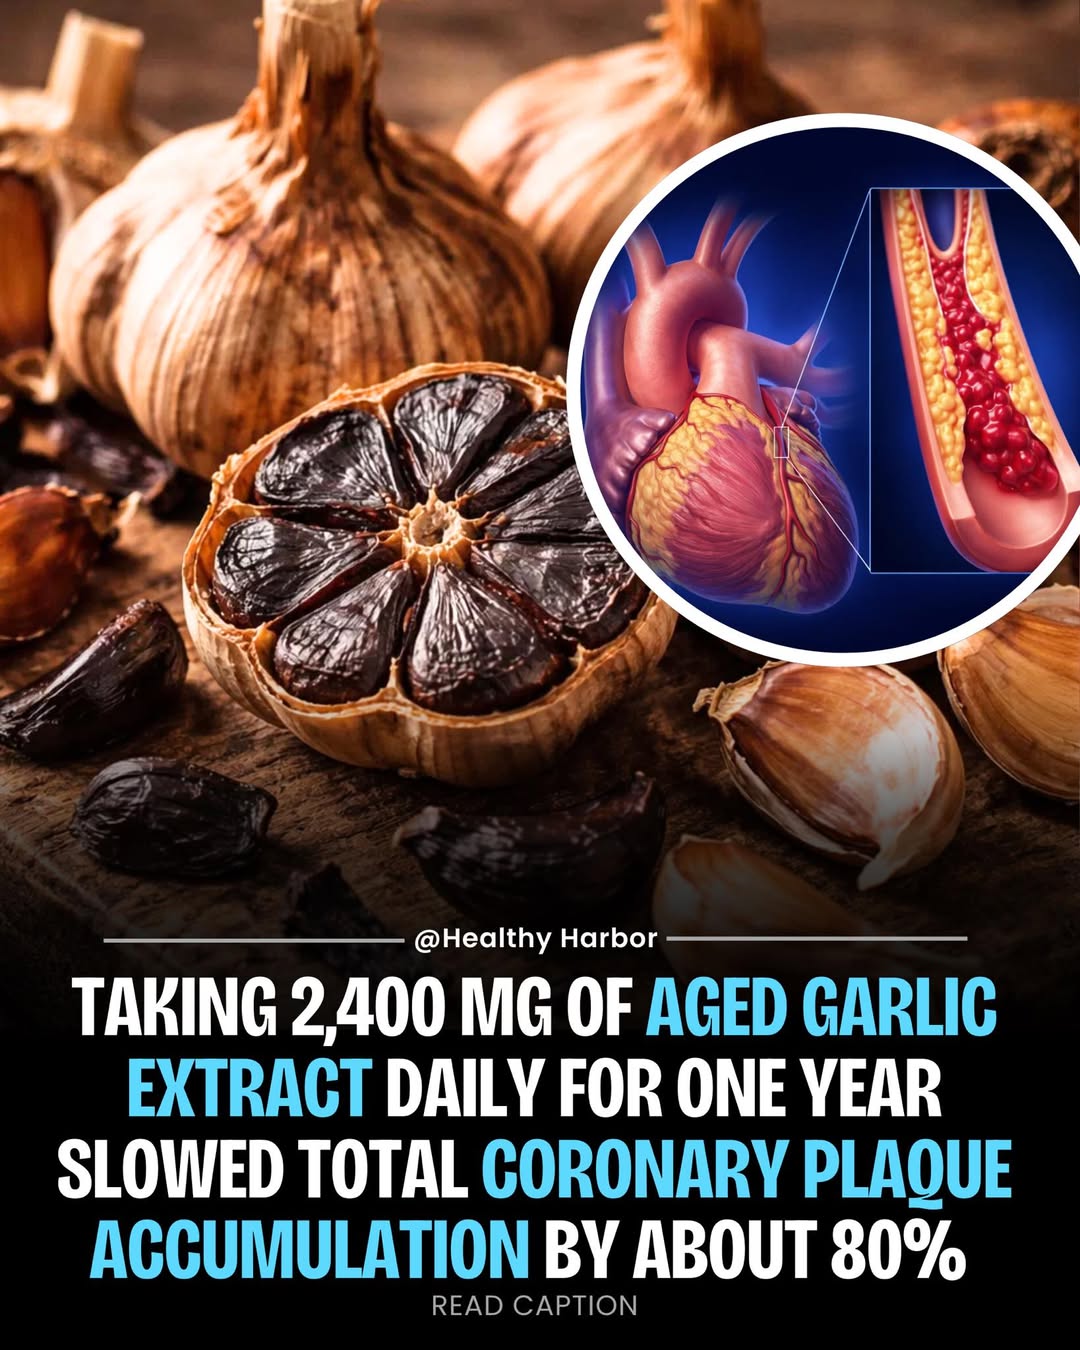 @Healthy Harbor
TAKING 2,400 MG OF AGED GARLIC
EXTRACT DAILY FOR ONE YEAR
SLOWED TOTAL CORONARY PLAQUE
ACCUMULATION BY ABOUT 80%
READ CAPTION